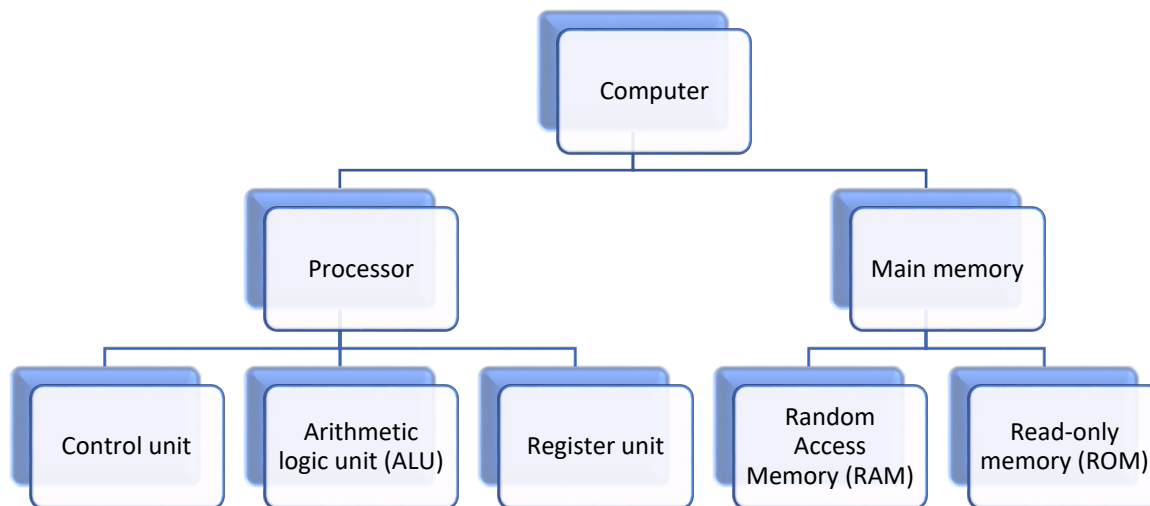 Computer
Processor
Main memory
Control unit
Arithmetic
logic unit (ALU)
Register unit
Random
Access
Memory (RAM)
Read-only
memory (ROM)